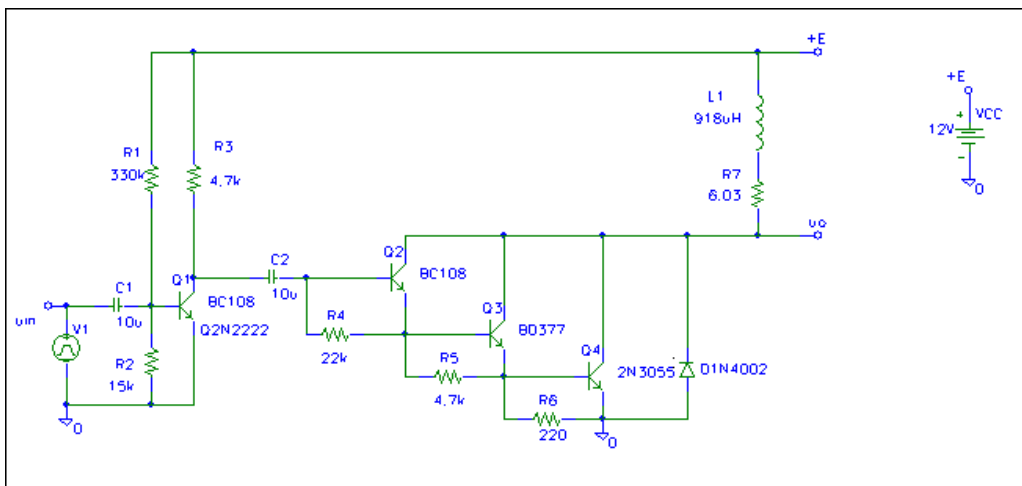 +E
L1
918uH
+E
VCC
+
12V
-
0
R1
330k
R3
4.7k
R7
6.03
uo
Q2
BC108
C2
10u
Q1
BC108
Q2N2222
C1
10u
uin
V1
R2
15k
0
R4
22k
Q3
BD377
R5
4.7k
Q4
2N3055
D1N4002
R6
220
0